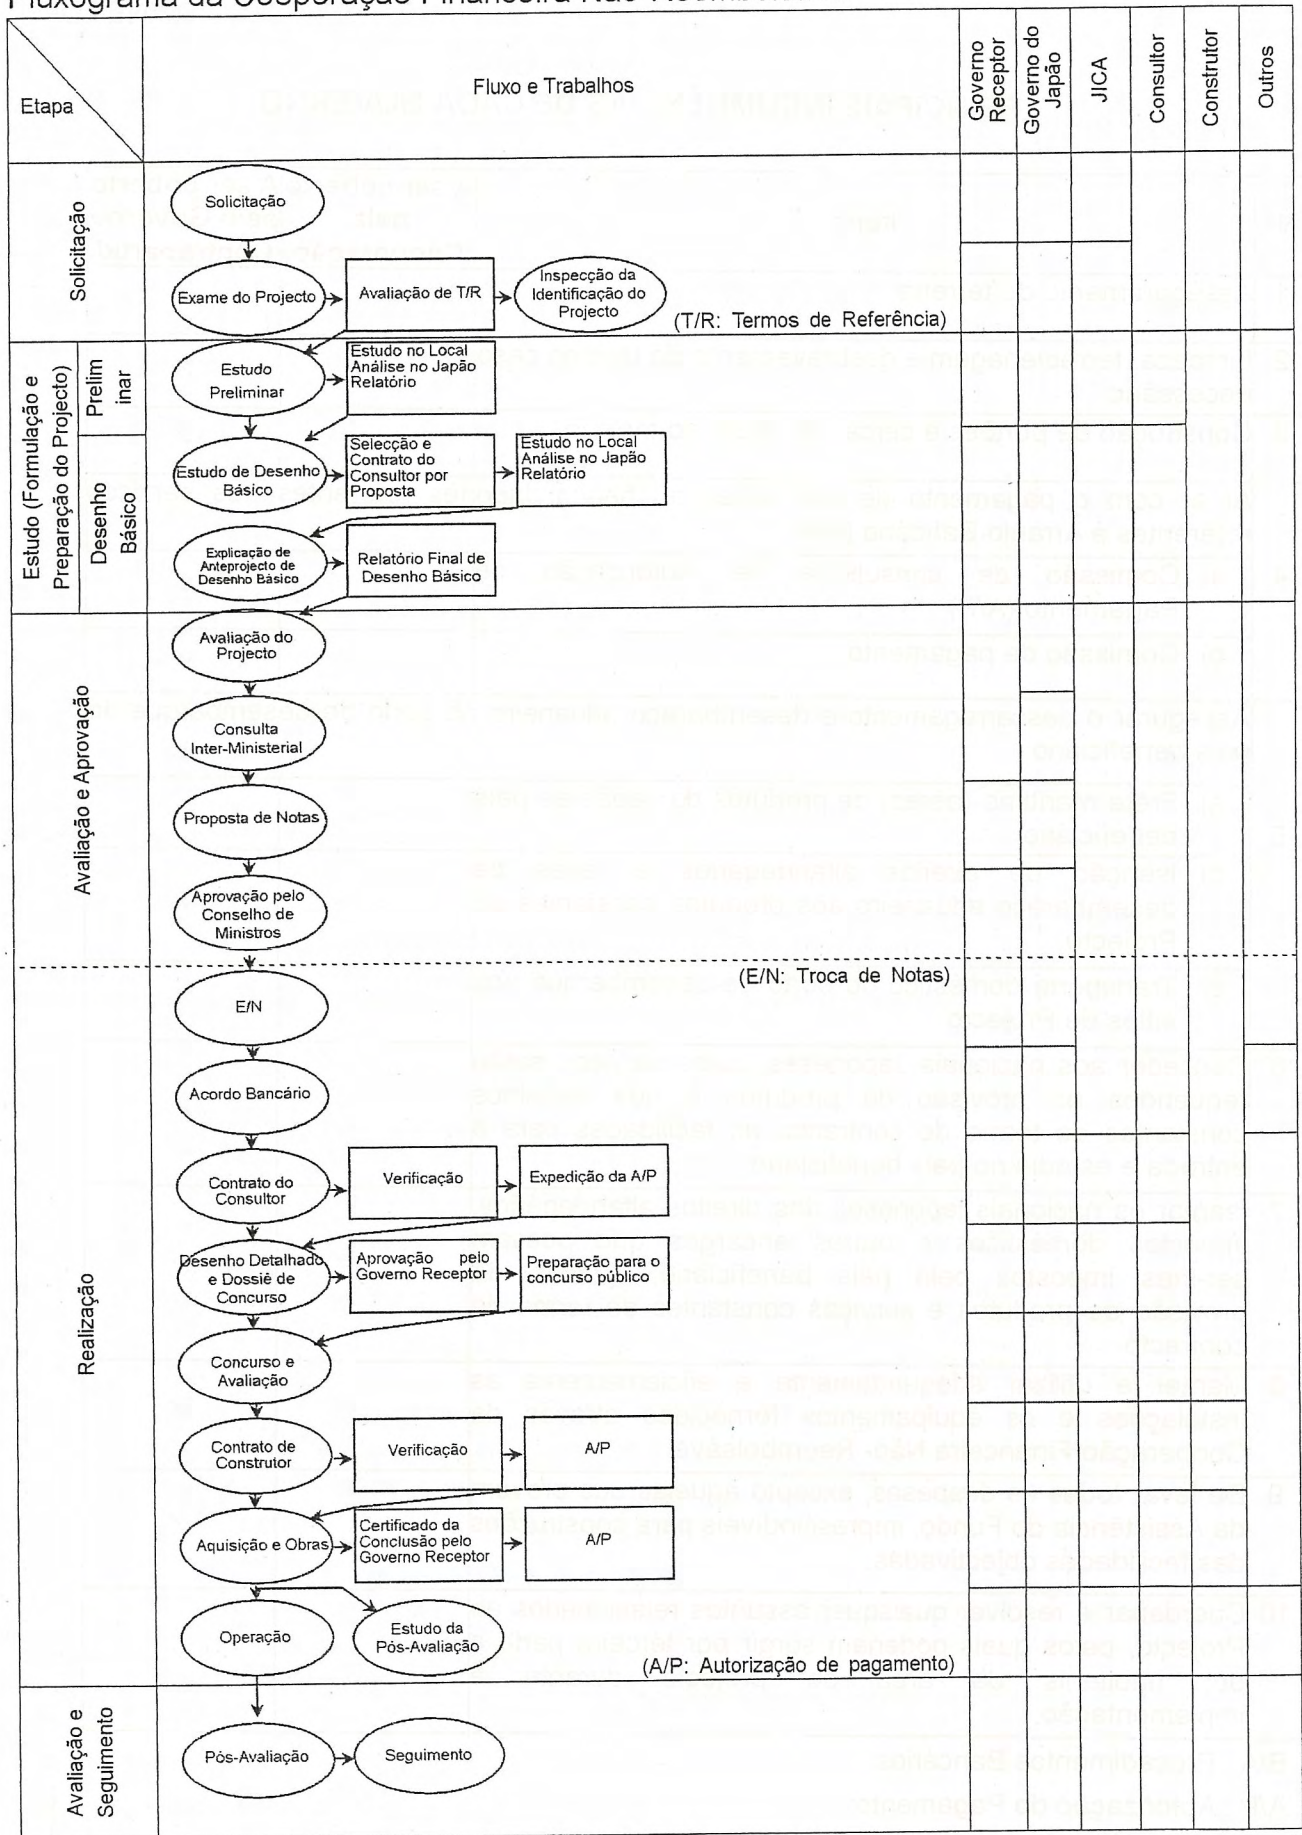 Fluxograma da Cooperação Financeira Não
Etapa
Fluxo e Trabalhos
Governo
Receptor
Governo do
Japão
JICA
Consultor
Construtor
Outros
Solicitação
Solicitação
Exame do Projecto
Avaliação de T/R
Inspecção da
Identificação do
Projecto
(T/R: Termos de Referência)
Estudo (Formulação e
Preparação do Projecto)
Prelim
inar
Estudo
Preliminar
Estudo no Local
Análise no Japão
Relatório
Desenho
Básico
Estudo de Desenho
Básico
Selecção e
Contrato do
Consultor por
Proposta
Estudo no Local
Análise no Japão
Relatório
Explicação de
Anteprojecto de
Desenho Básico
Relatório Final de
Desenho Básico
Avaliação e Aprovação
Avaliação do
Projecto
Consulta
Inter-Ministerial
Proposta de Notas
Aprovação pelo
Conselho de
Ministros
(E/N: Troca de Notas)
Realização
E/N
Acordo Bancário
Contrato do
Consultor
Verificação
Expedição da A/P
Desenho Detalhado
e Dossiê de
Concurso
Aprovação pelo
Governo Receptor
Preparação para o
concurso público
Concurso e
Avaliação
Contrato de
Construtor
Verificação
A/P
Aquisição e Obras
Certificado da
Conclusão pelo
Governo Receptor
A/P
Operação
Estudo da
Pós-Avaliação
(A/P: Autorização de pagamento)
Avaliação e
Seguimento
Pós-Avaliação
Seguimento